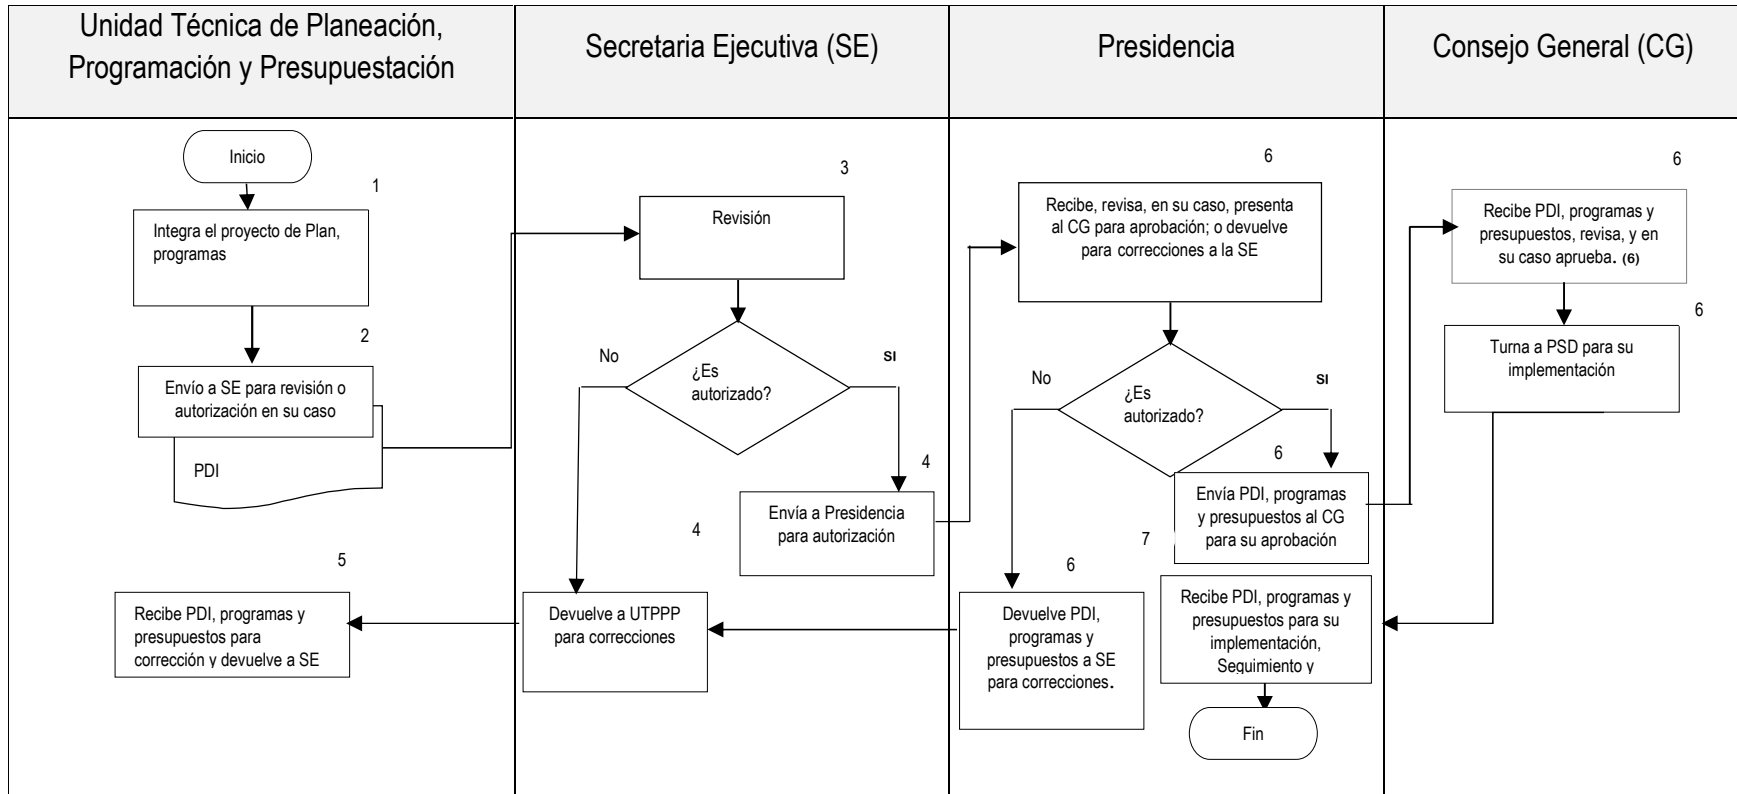 Unidad Técnica de Planeación,
Programación y Presupuestación
Secretaria Ejecutiva (SE)
Presidencia
Consejo General (CG)
Inicio
1
Integra el proyecto de Plan,
programas
2
Envío a SE para revisión o
autorización en su caso
PDI
5
Recibe PDI, programas y
presupuestos para
corrección y devuelve a SE
3
Revisión
No
SI
¿Es
autorizado?
4
Envía a Presidencia
para autorización
4
Devuelve a UTPPP
para correcciones
6
Recibe, revisa, en su caso, presenta
al CG para aprobación; o devuelve
para correcciones a la SE
No
SI
¿Es
autorizado?
6
Envía PDI, programas
y presupuestos al CG
para su aprobación
7
6
Devuelve PDI,
programas y
presupuestos a SE
para correcciones.
Recibe PDI, programas y
presupuestos para su
implementación,
Seguimiento y
Fin
6
Recibe PDI, programas y
presupuestos, revisa, y en
su caso aprueba. (6)
6
Turna a PSD para su
implementación